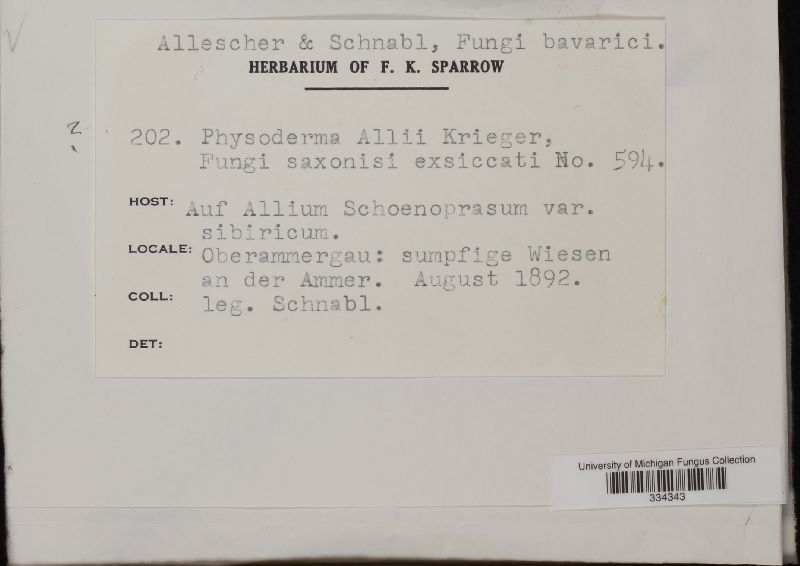 Allescher & Schnabl, Fungi bavarici.
HERBARIUM OF F. K. SPARROW
202. Physoderma Allii Krieger,
Fungi saxonisi exsiccati No. 594.
HOST: Auf Allium Schoenoprasum var.
sibiricum.
LOCALE: Oberammergau: sumpfige Wiesen
an der Ammer. August 1892.
COLL: leg. Schnabl.
DET:
University of Michigan Fungus Collection
334343